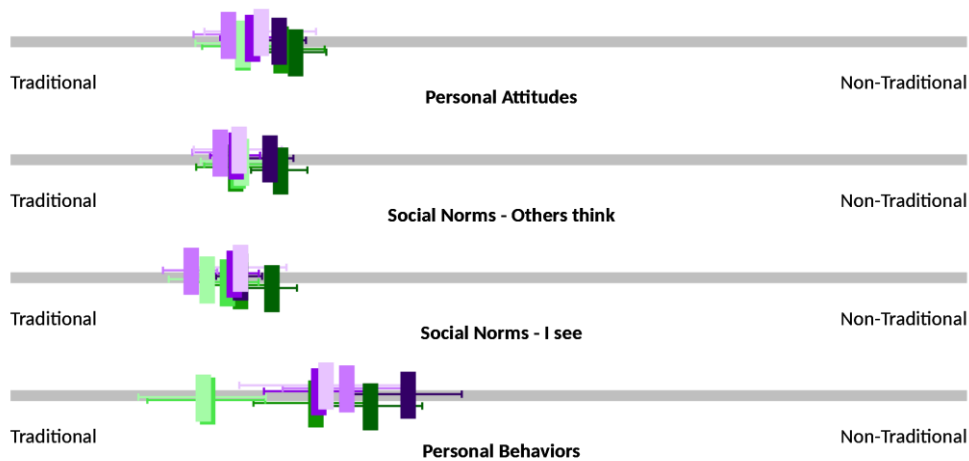 Traditional Non-Traditional
Personal Attitudes
Traditional Non-Traditional
Social Norms - Others think
Traditional Non-Traditional
Social Norms - I see
Traditional Non-Traditional
Personal Behaviors